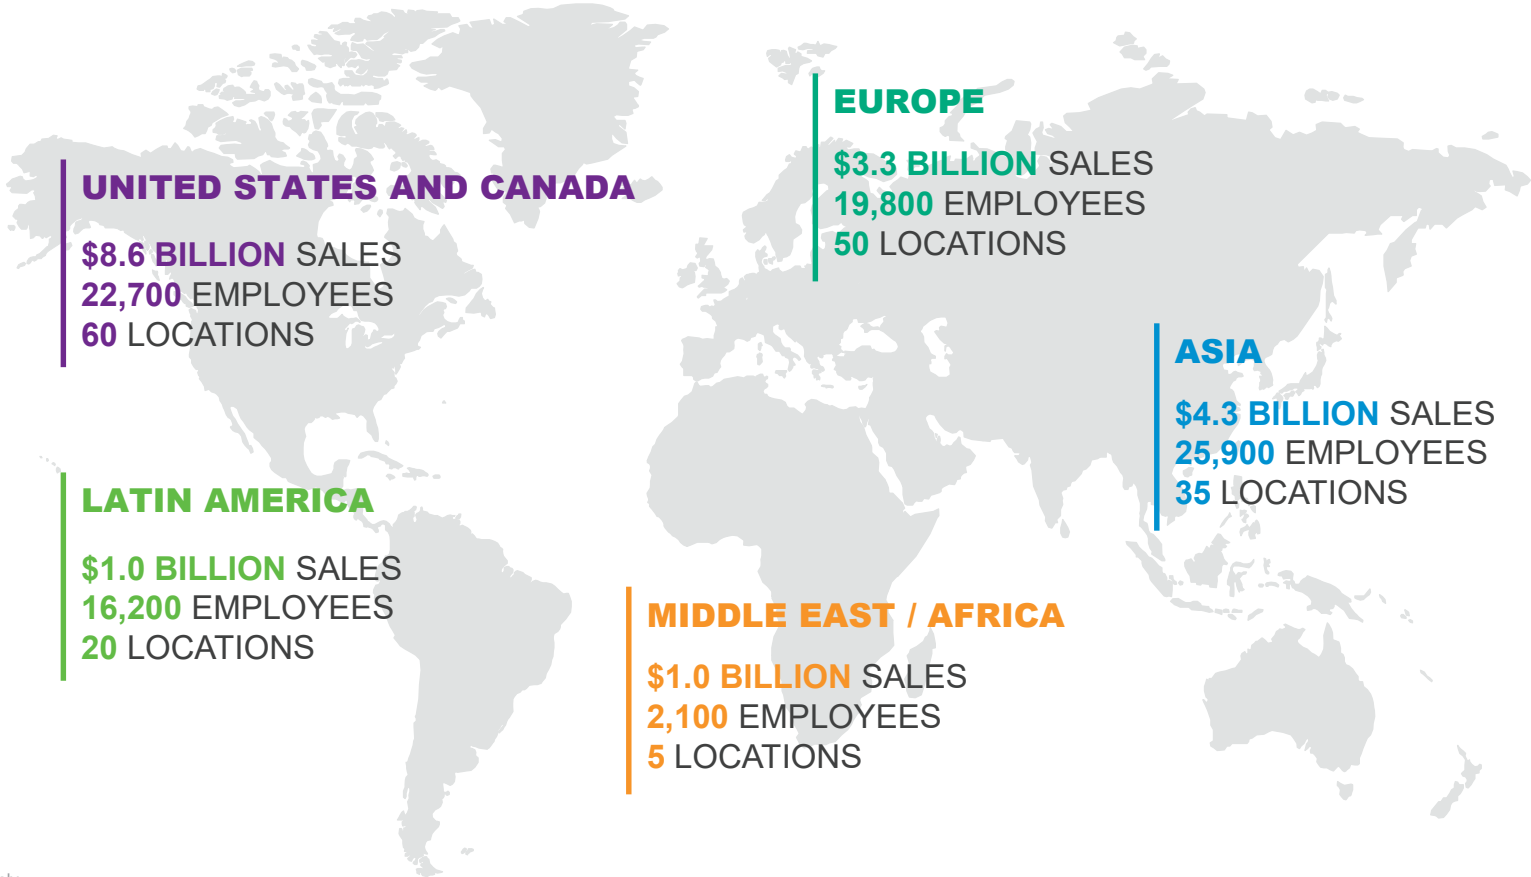 EUROPE
$3.3 BILLION SALES
19,800 EMPLOYEES
50 LOCATIONS
UNITED STATES AND CANADA
$8.6 BILLION SALES
22,700 EMPLOYEES
60 LOCATIONS
ASIA
$4.3 BILLION SALES
25,900 EMPLOYEES
35 LOCATIONS
LATIN AMERICA
$1.0 BILLION SALES
16,200 EMPLOYEES
20 LOCATIONS
MIDDLE EAST / AFRICA
$1.0 BILLION SALES
2,100 EMPLOYEES
5 LOCATIONS